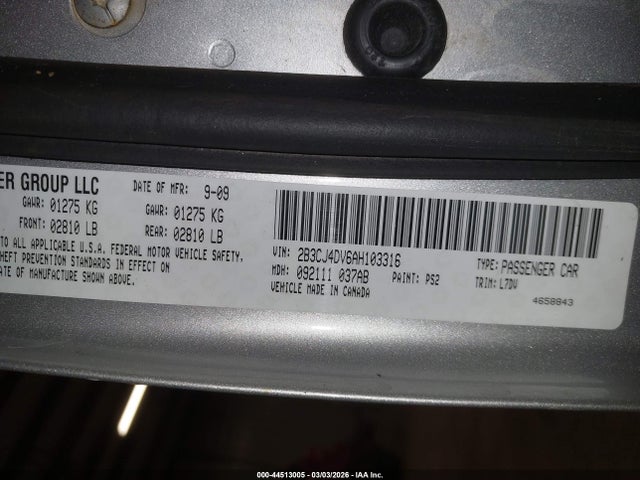 ER GROUP LLC
DATE OF MFR: 9-09
GAWR: 01275 KG
GAWR: 01275 KG
FRONT: 02810 LB
REAR: 02810 LB
TO ALL APPLICABLE U.S.A. FEDERAL MOTOR VEHICLE SAFETY,
HEFT PREVENTION STANDARDS IN EFFECT ON
ATE OF MANUFACTURE SHOWN ABOVE.
VIN: 2B3CJ4DV6AH103316
TYPE: PASSENGER CAR
MDH: 092111 037AB
PAINT: PS2
TRIM: L7DV
VEHICLE MADE IN CANADA
4658843
000-44513005 - 03/03/2026 - IAA Inc.